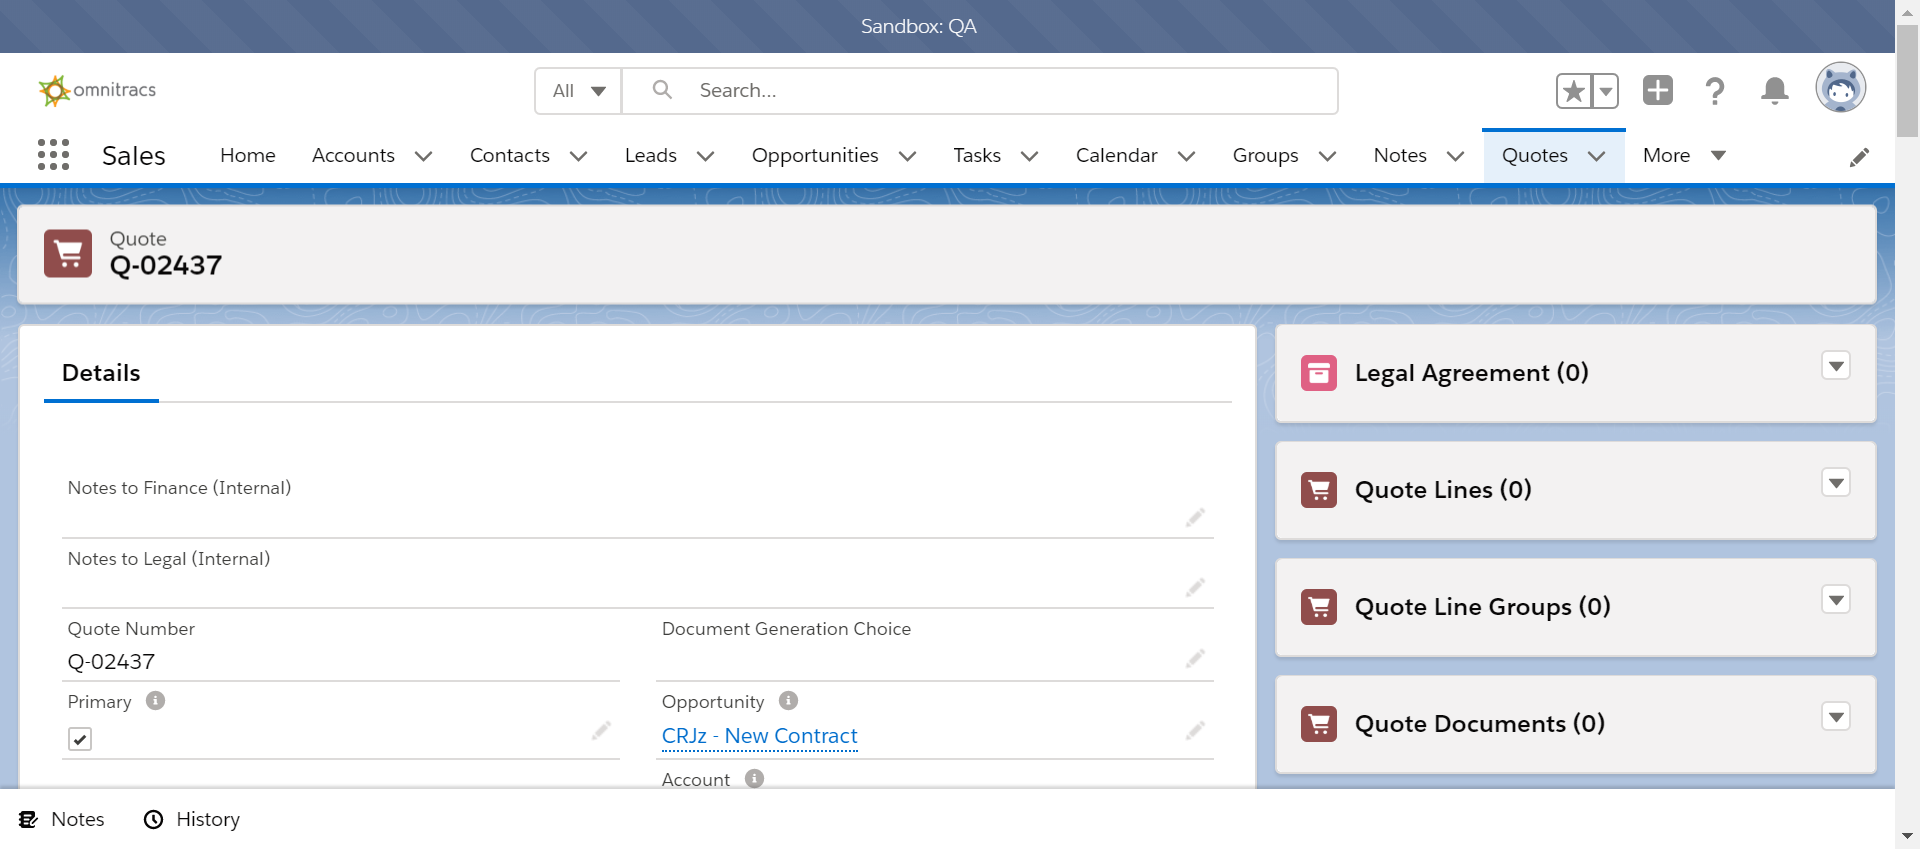 Sandbox: QA
omnitracs
All
Search...
Sales
Home
Accounts
Contacts
Leads
Opportunities
Tasks
Calendar
Groups
Notes
Quotes
More
Quote
Q-02437
Details
Notes to Finance (Internal)
Notes to Legal (Internal)
Quote Number
Q-02437
Document Generation Choice
Primary
Opportunity
CRJz - New Contract
Account
Legal Agreement (0)
Quote Lines (0)
Quote Line Groups (0)
Quote Documents (0)
Notes
History